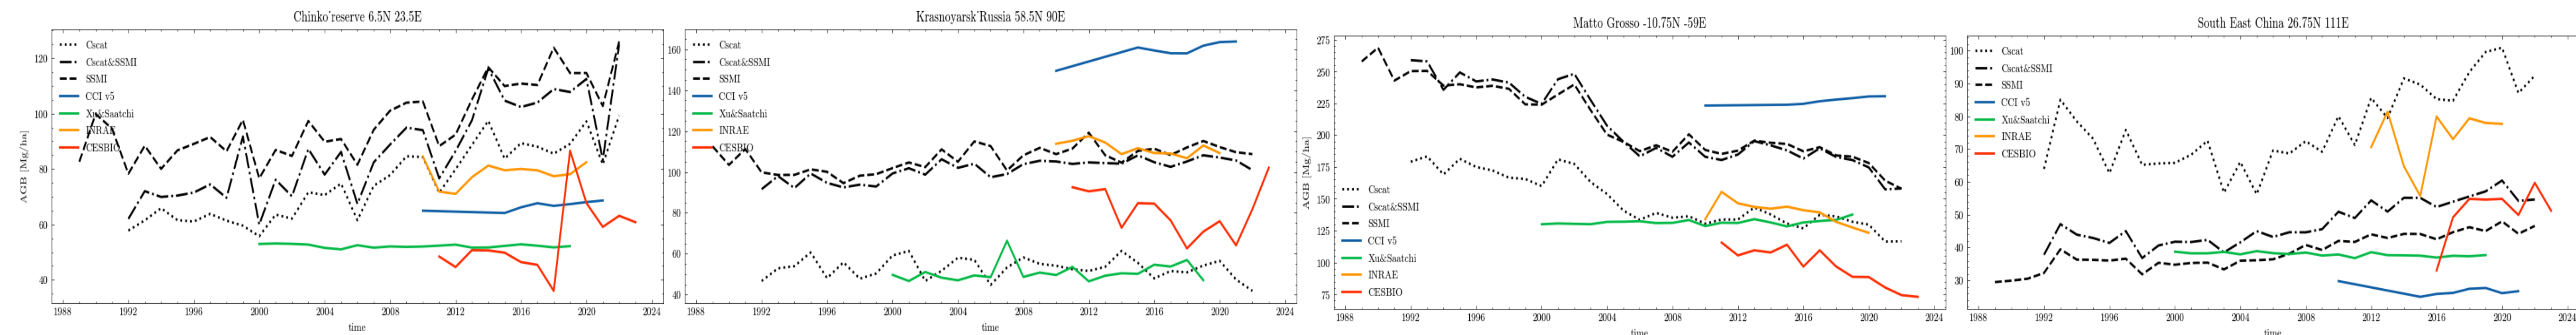 Chinko˙reserve 6.5N 23.5E
AGB [Mg/ha]
120
100
80
60
40
Cscat
Cscat&SSMI
SSMI
CCI v5
Xu&Saatchi
INRAE
CESBIO
1988 1992 1996 2000 2004 2008 2012 2016 2020 2024
time
Krasnoyarsk˙Russia 58.5N 90E
160
140
120
100
80
60
40
Cscat
Cscat&SSMI
SSMI
CCI v5
Xu&Saatchi
INRAE
CESBIO
1988 1992 1996 2000 2004 2008 2012 2016 2020 2024
time
Matto Grosso -10.75N -59E
AGB [Mg/ha]
275
250
225
200
175
150
125
100
75
Cscat
Cscat&SSMI
SSMI
CCI v5
Xu&Saatchi
INRAE
CESBIO
1988 1992 1996 2000 2004 2008 2012 2016 2020 2024
time
South East China 26.75N 111E
100
90
80
70
60
50
40
30
Cscat
Cscat&SSMI
SSMI
CCI v5
Xu&Saatchi
INRAE
CESBIO
1988 1992 1996 2000 2004 2008 2012 2016 2020 2024
time